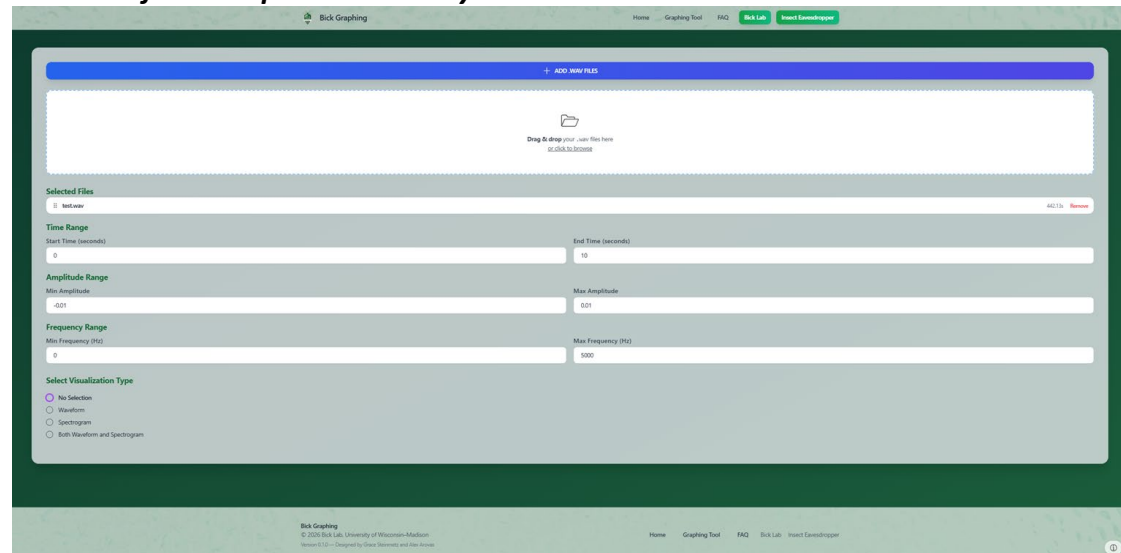 Bick Graphing Home Graphing Tool FAQ Bick Lab Insect Eavesdropper
+ ADD .WAV FILES
Drag & drop your .wav files here
or click to browse
Selected Files
test.wav 442.13s Remove
Time Range
Start Time (seconds) End Time (seconds)
0 10
Amplitude Range
Min Amplitude Max Amplitude
-0.01 0.01
Frequency Range
Min Frequency (Hz) Max Frequency (Hz)
0 5000
Select Visualization Type
No Selection
Waveform
Spectrogram
Both Waveform and Spectrogram
Bick Graphing
© 2026 Bick Lab, University of Wisconsin–Madison Home Graphing Tool FAQ Bick Lab Insect Eavesdropper